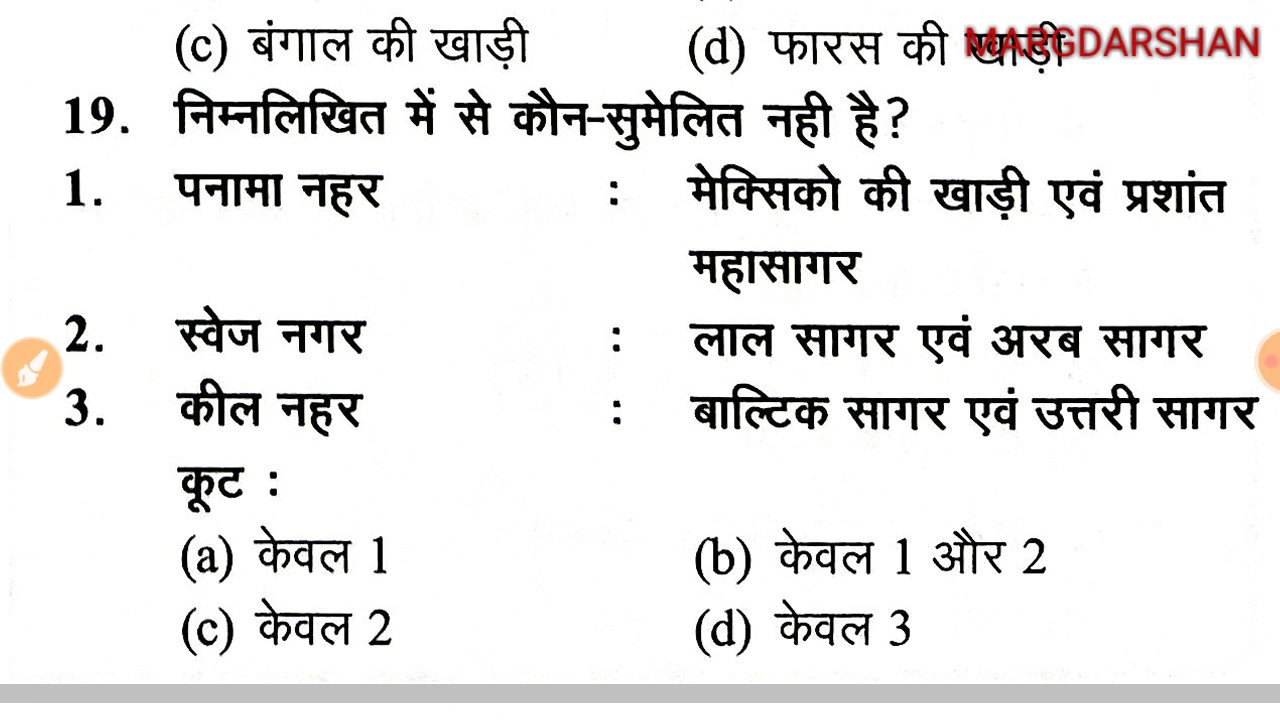 (c) बंगाल की खाड़ी (d) फारस की खाड़ी MARGDARSHAN
19. निम्नलिखित में से कौन-सुमेलित नही है?
1. पनामा नहर : मेक्सिको की खाड़ी एवं प्रशांत
महासागर
2. स्वेज नगर : लाल सागर एवं अरब सागर
3. कील नहर : बाल्टिक सागर एवं उत्तरी सागर
कूट :
(a) केवल 1 (b) केवल 1 और 2
(c) केवल 2 (d) केवल 3